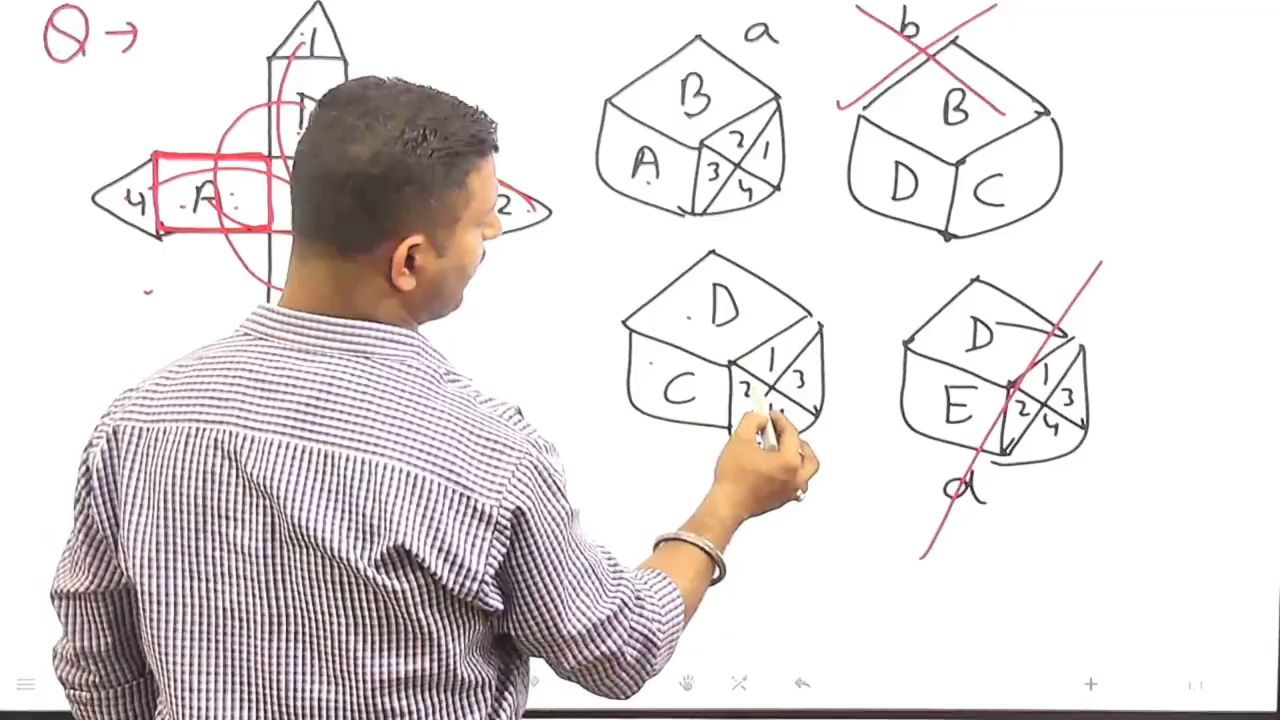 Q →
1
4 A 2
a
B
A 2 1 3 4
b
B
D C
D
C 1 2 3
D
E 1 2 3 4
d